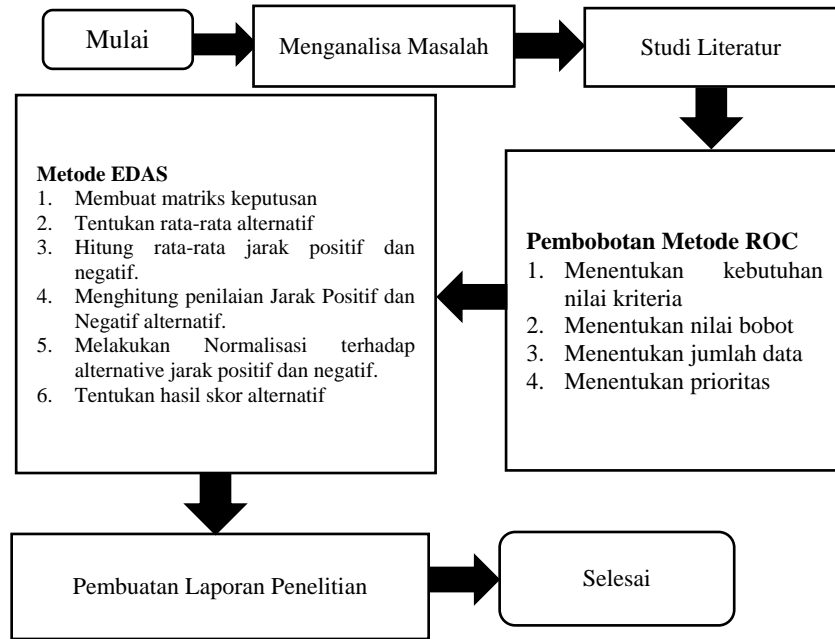 Mulai
Menganalisa Masalah
Studi Literatur
Pembobotan Metode ROC
1. Menentukan kebutuhan
nilai kriteria
2. Menentukan nilai bobot
3. Menentukan jumlah data
4. Menentukan prioritas
Metode EDAS
1. Membuat matriks keputusan
2. Tentukan rata-rata alternatif
3. Hitung rata-rata jarak positif dan
negatif.
4. Menghitung penilaian Jarak Positif dan
Negatif alternatif.
5. Melakukan Normalisasi terhadap
alternative jarak positif dan negatif.
6. Tentukan hasil skor alternatif
Pembuatan Laporan Penelitian
Selesai